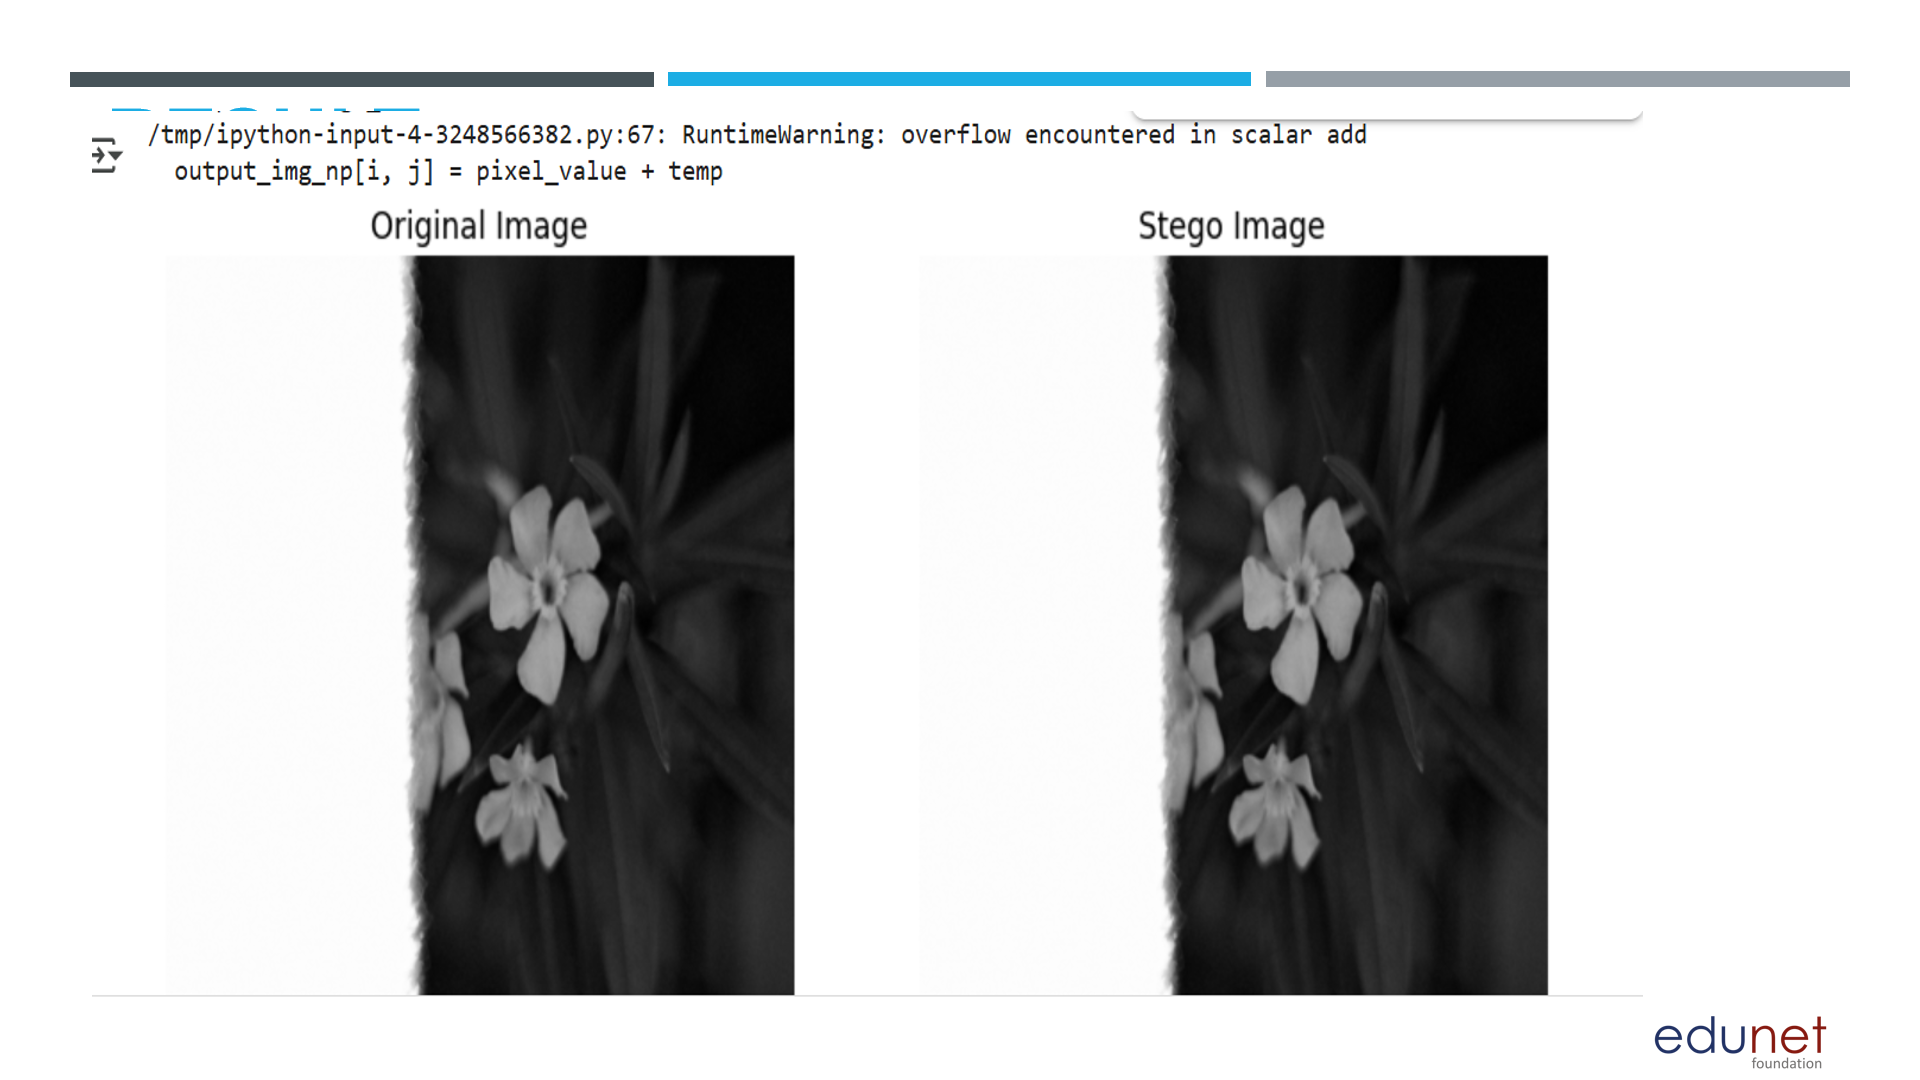 /tmp/ipython-input-4-3248566382.py:67: RuntimeWarning: overflow encountered in scalar add
output_img_np[i, j] = pixel_value + temp
Original Image
Stego Image
edunet
foundation